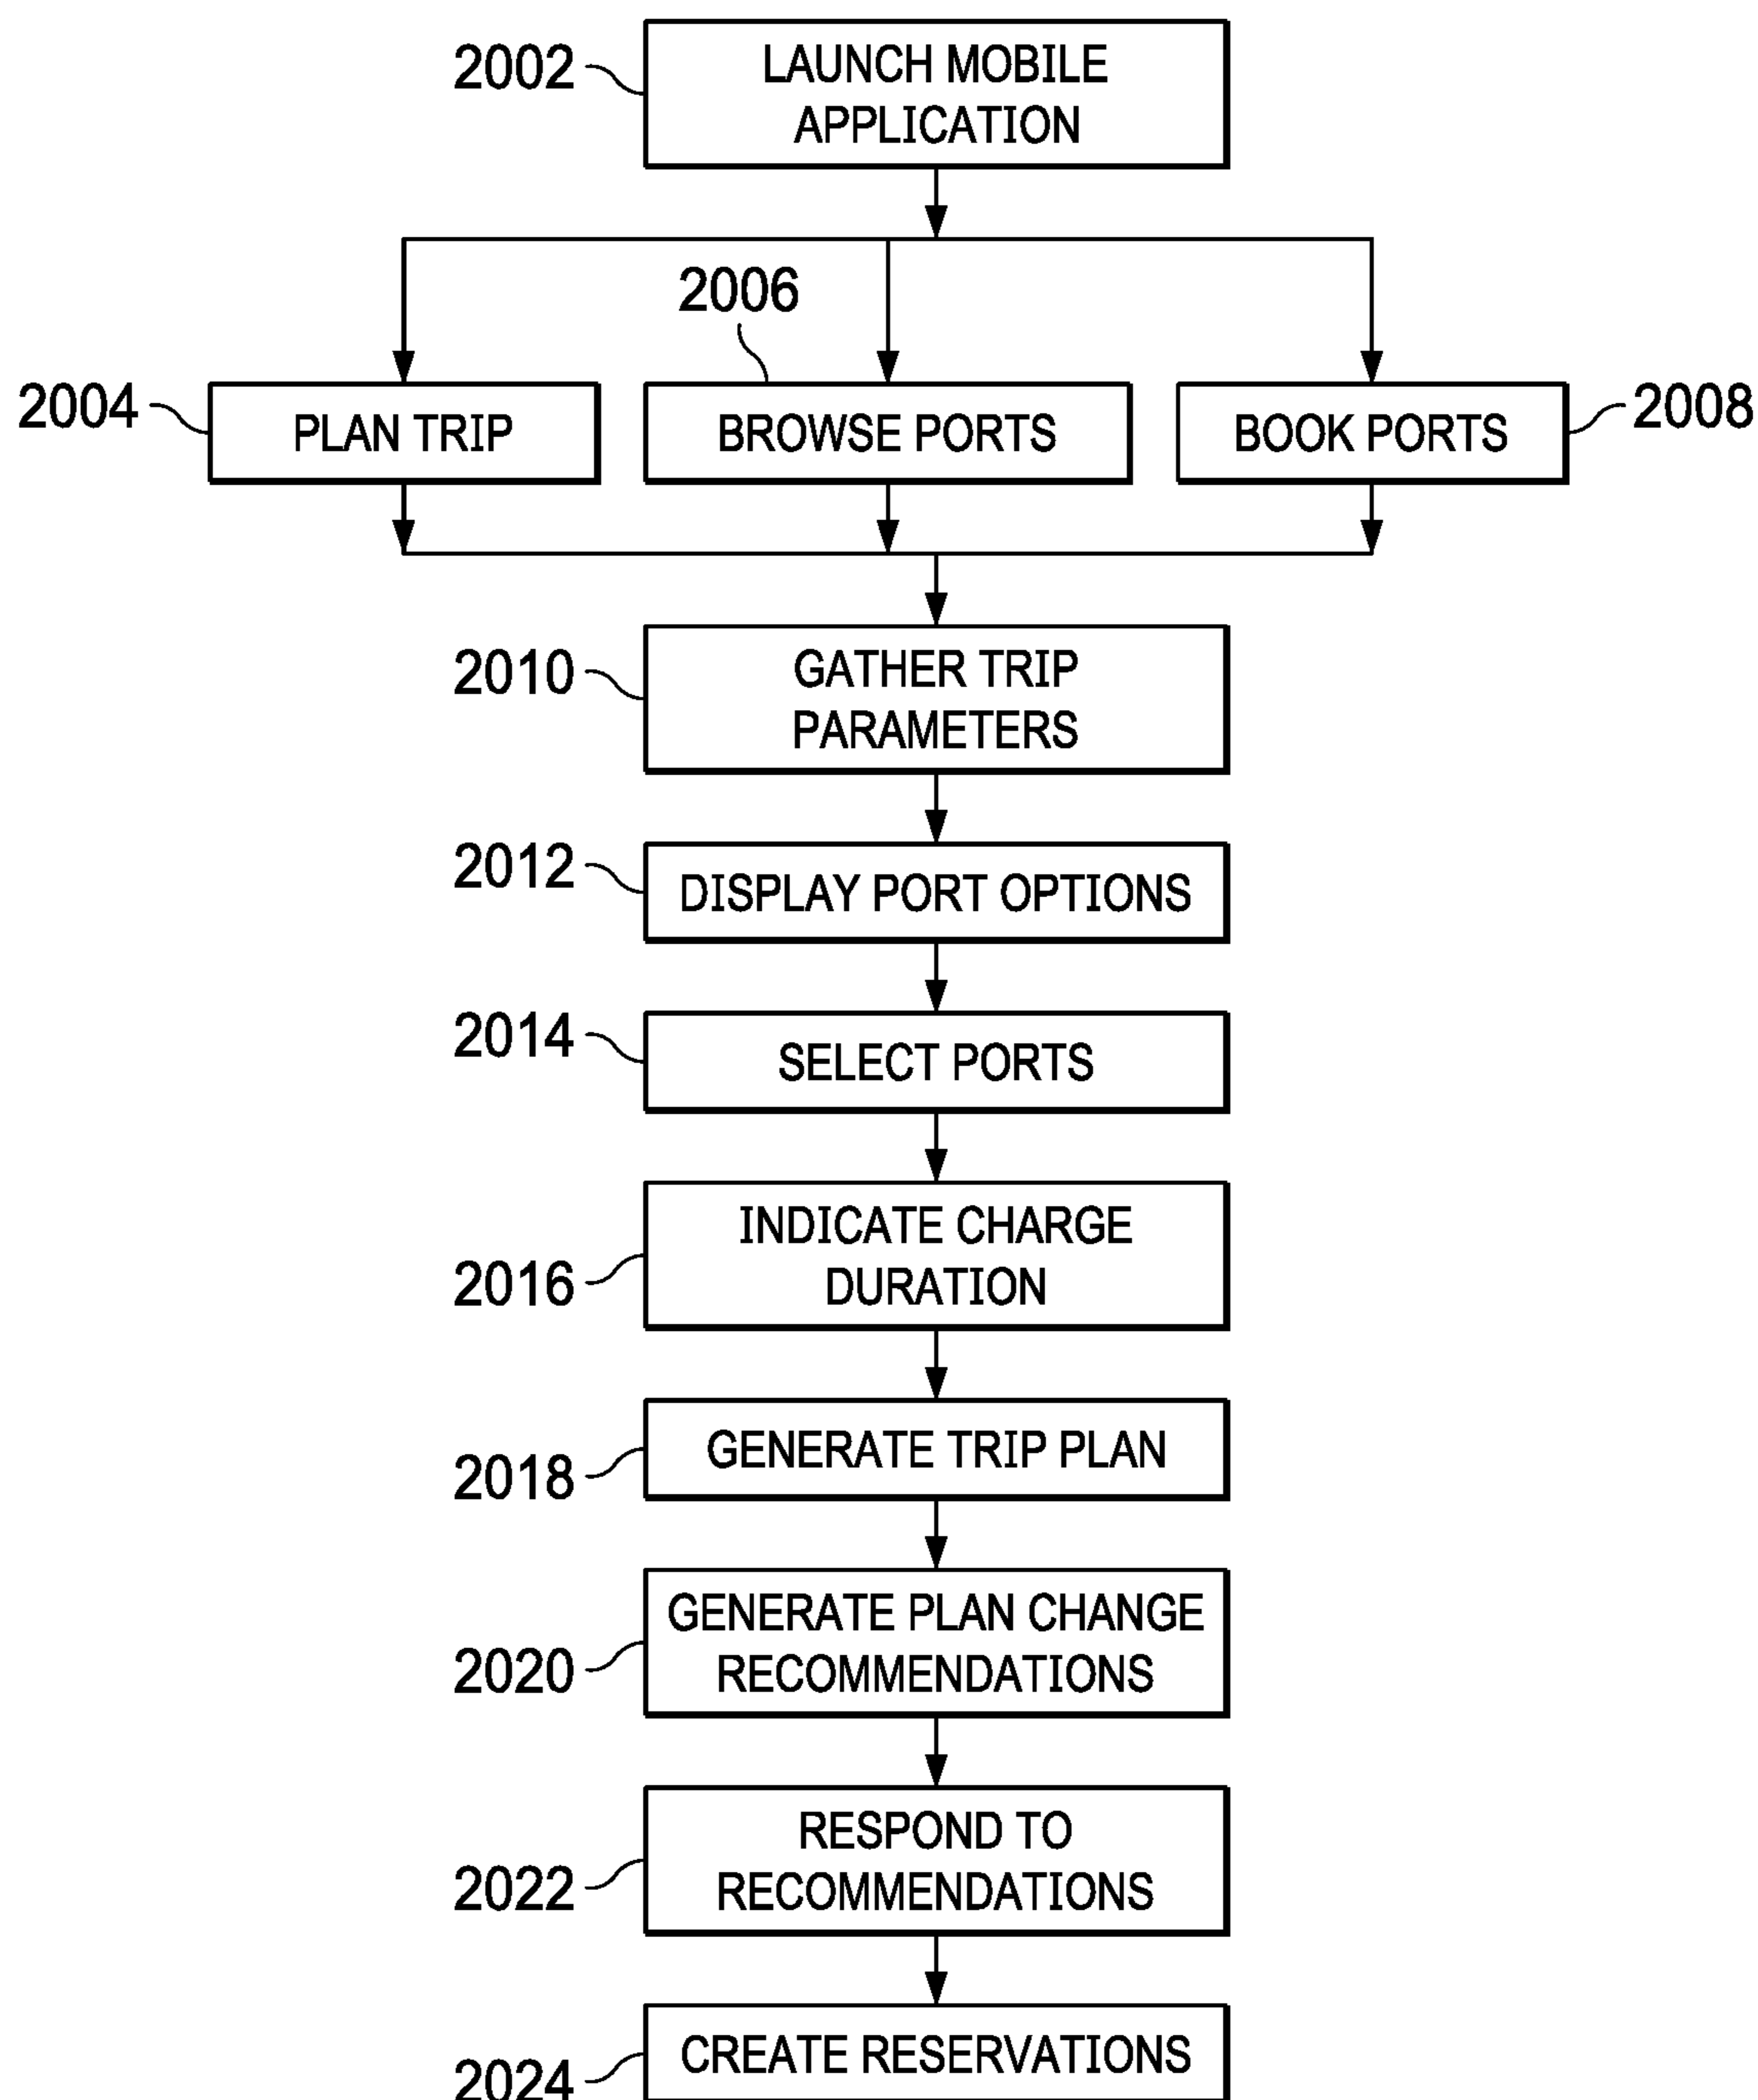 2002
LAUNCH MOBILE
APPLICATION
2006
2004
PLAN TRIP
BROWSE PORTS
BOOK PORTS
2008
2010
GATHER TRIP
PARAMETERS
2012
DISPLAY PORT OPTIONS
2014
SELECT PORTS
2016
INDICATE CHARGE
DURATION
2018
GENERATE TRIP PLAN
2020
GENERATE PLAN CHANGE
RECOMMENDATIONS
2022
RESPOND TO
RECOMMENDATIONS
2024
CREATE RESERVATIONS